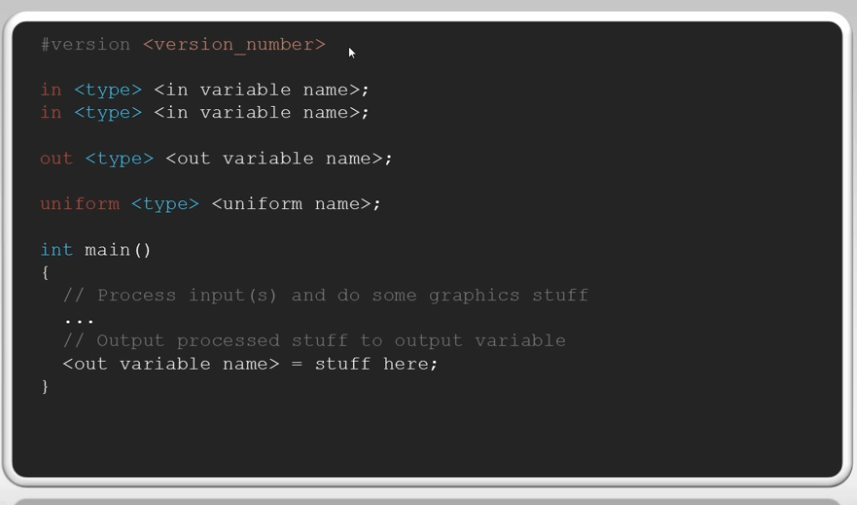 #version <version_number>
in <type> <in variable name>;
in <type> <in variable name>;
out <type> <out variable name>;
uniform <type> <uniform name>;
int main()
{
// Process input(s) and do some graphics stuff
...
// Output processed stuff to output variable
<out variable name> = stuff here;
}